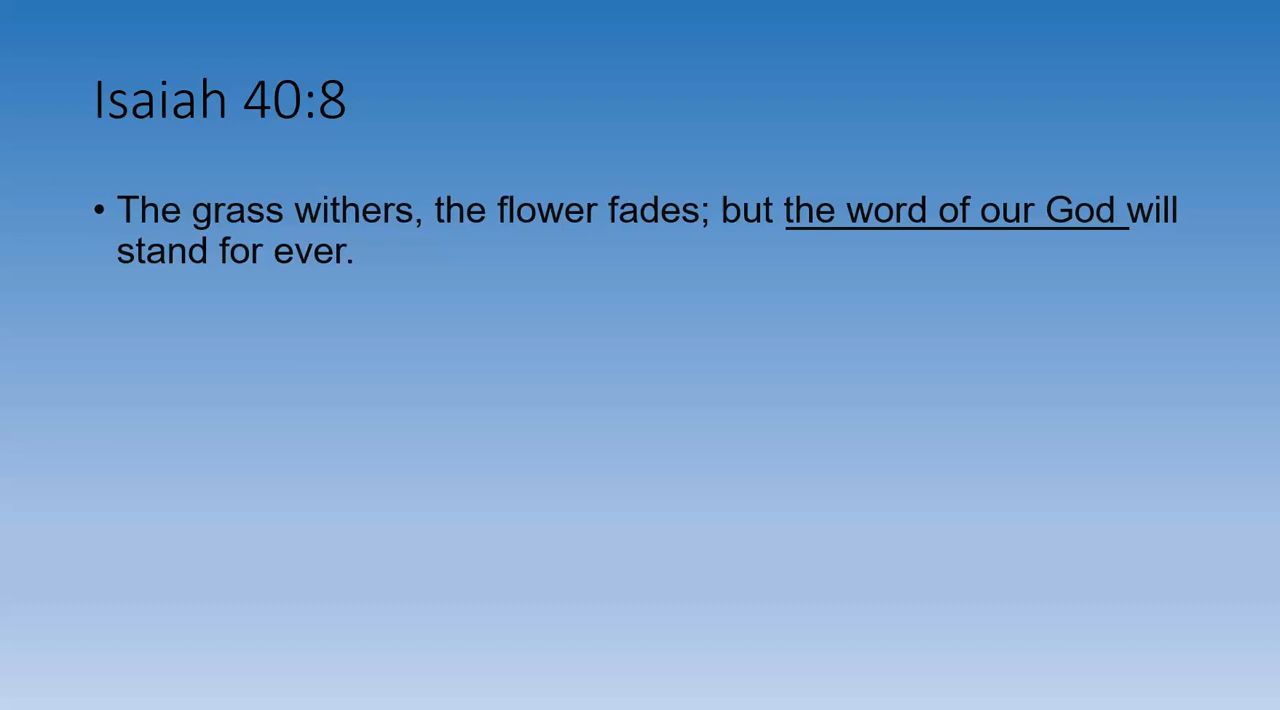 Isaiah 40:8
• The grass withers, the flower fades; but the word of our God will
stand for ever.